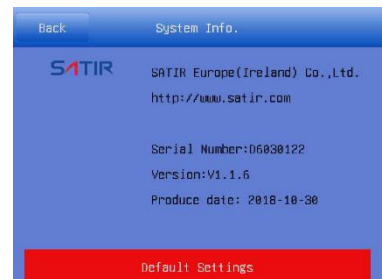 Back
System Info.
SATIR
SATIR Europe(Ireland) Co.,Ltd.
http://www.satir.com
Serial Number:D6030122
Version:V1.1.6
Produce date: 2018-10-30
Default Settings